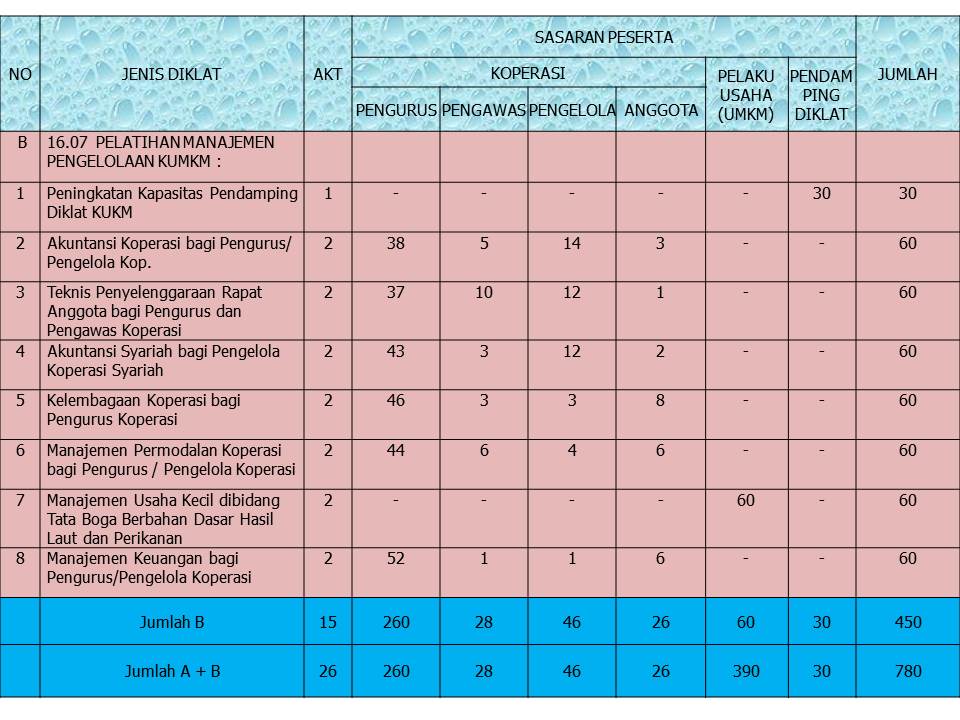 NO
JENIS DIKLAT
AKT
SASARAN PESERTA
JUMLAH
KOPERASI
PELAKU
USAHA
(UMKM)
PENDAM
PING
DIKLAT
PENGURUS PENGAWAS PENGELOLA ANGGOTA
B 16.07 PELATIHAN MANAJEMEN
PENGELOLAAN KUMKM :
1 Peningkatan Kapasitas Pendamping 1 - - - - - 30 30
Diklat KUKM
2 Akuntansi Koperasi bagi Pengurus/ 2 38 5 14 3 - - 60
Pengelola Kop.
3 Teknis Penyelenggaraan Rapat 2 37 10 12 1 - - 60
Anggota bagi Pengurus dan
Pengawas Koperasi
4 Akuntansi Syariah bagi Pengelola 2 43 3 12 2 - - 60
Koperasi Syariah
5 Kelembagaan Koperasi bagi 2 46 3 3 8 - - 60
Pengurus Koperasi
6 Manajemen Permodalan Koperasi 2 44 6 4 6 - - 60
bagi Pengurus / Pengelola Koperasi
7 Manajemen Usaha Kecil dibidang 2 - - - - 60 - 60
Tata Boga Berbahan Dasar Hasil
Laut dan Perikanan
8 Manajemen Keuangan bagi 2 52 1 1 6 - - 60
Pengurus/Pengelola Koperasi
Jumlah B 15 260 28 46 26 60 30 450
Jumlah A + B 26 260 28 46 26 390 30 780